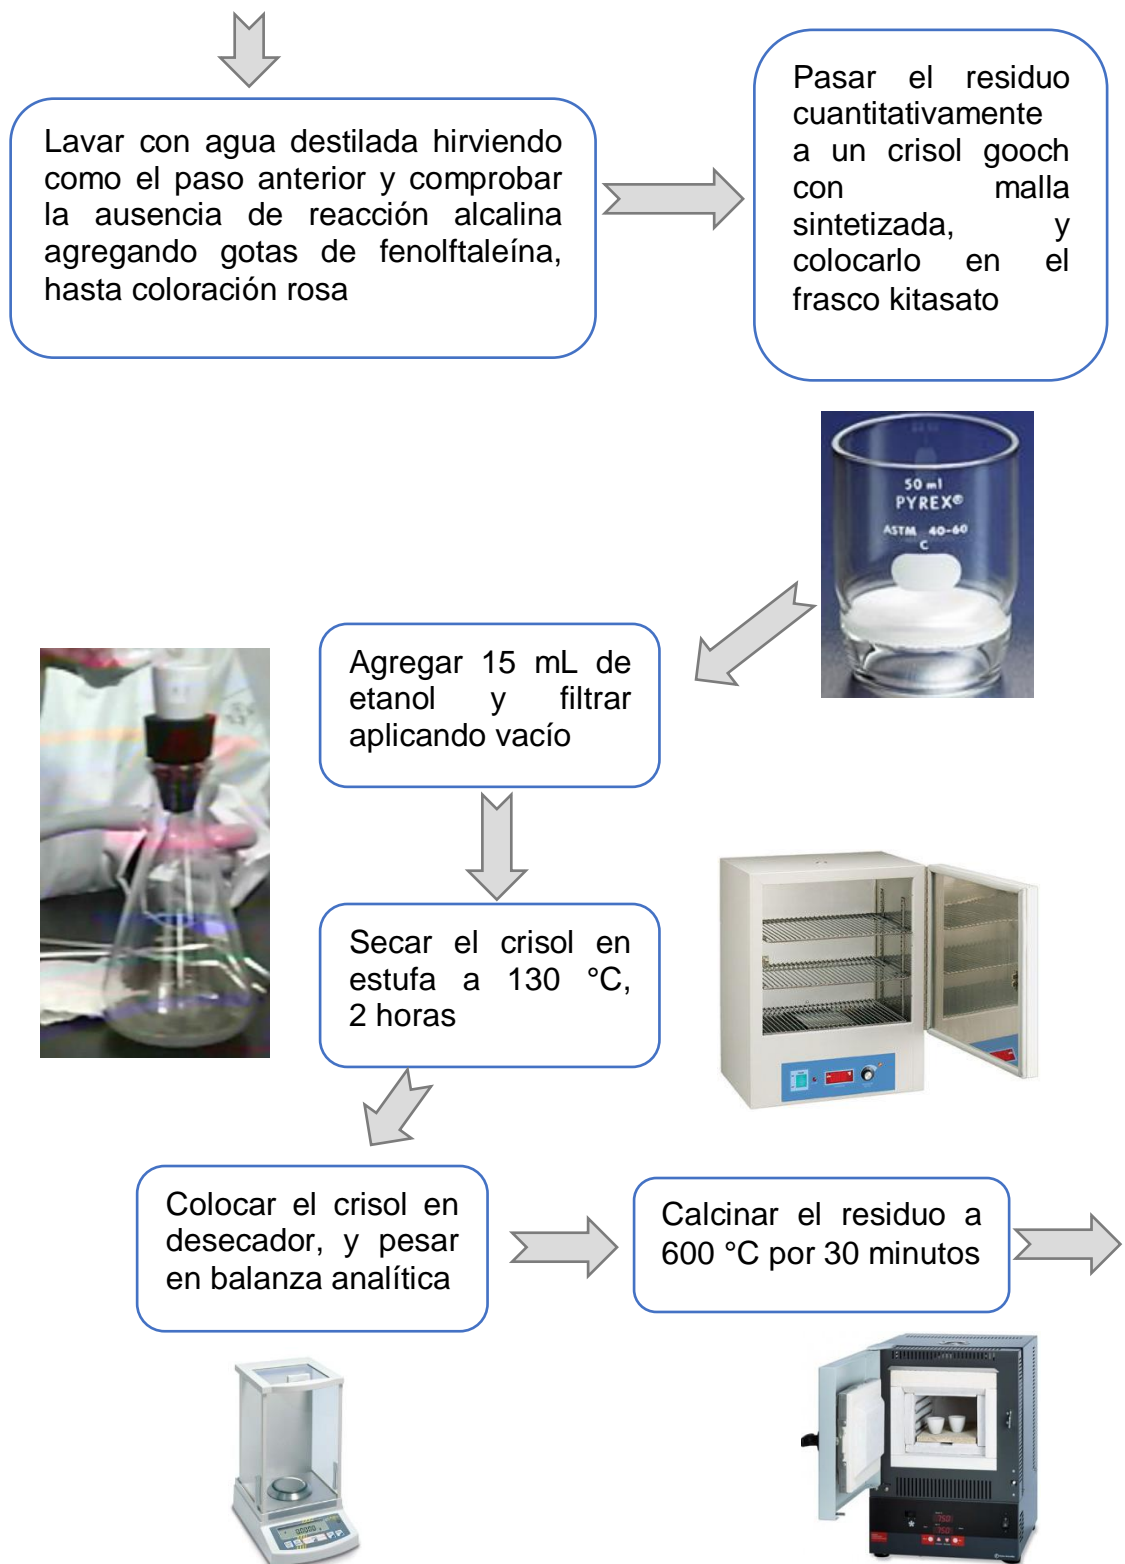 Lavar con agua destilada hirviendo
como el paso anterior y comprobar
la ausencia de reacción alcalina
agregando gotas de fenolftaleína,
hasta coloración rosa
Pasar el residuo
cuantitativamente
a un crisol gooch
con malla
sintetizada, y
colocarlo en el
frasco kitasato
50 ml
PYREX®
ASTM 40-60
C
Agregar 15 mL de
etanol y filtrar
aplicando vacío
Secar el crisol en
estufa a 130 °C,
2 horas
Colocar el crisol en
desecador, y pesar
en balanza analítica
Calcinar el residuo a
600 °C por 30 minutos